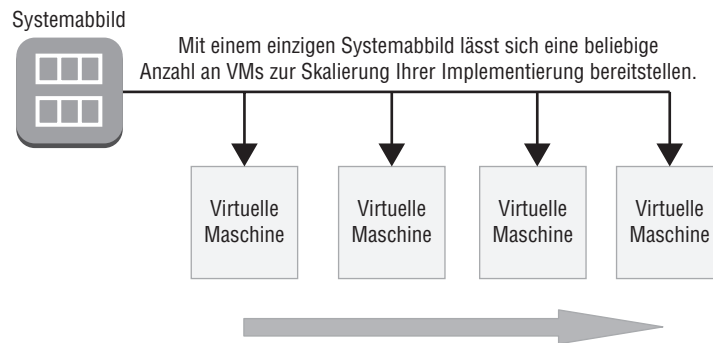 Systemabbild
Mit einem einzigen Systemabbild lässt sich eine beliebige
Anzahl an VMs zur Skalierung Ihrer Implementierung bereitstellen.
Virtuelle
Maschine
Virtuelle
Maschine
Virtuelle
Maschine
Virtuelle
Maschine